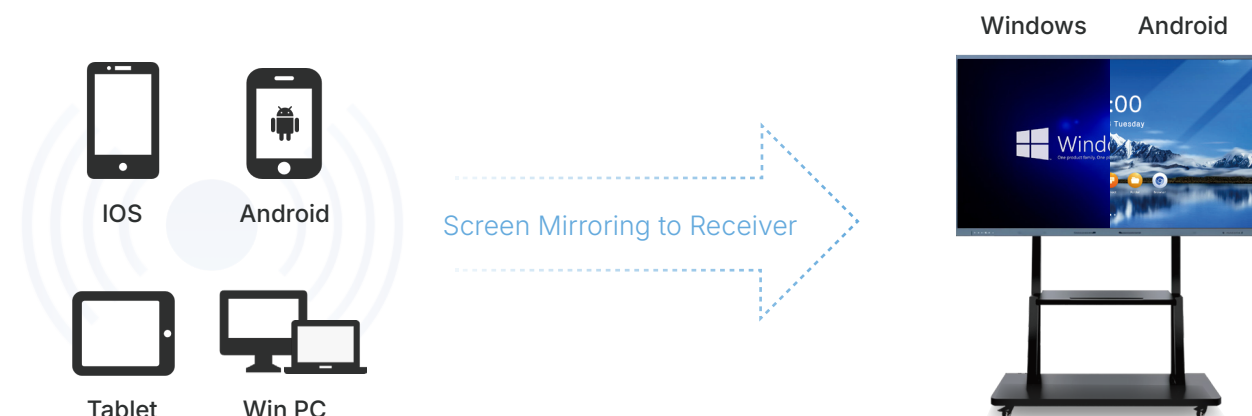 Windows Android
:00
Tuesday
Wind
IOS Android
Screen Mirroring to Receiver
Tablet Win PC